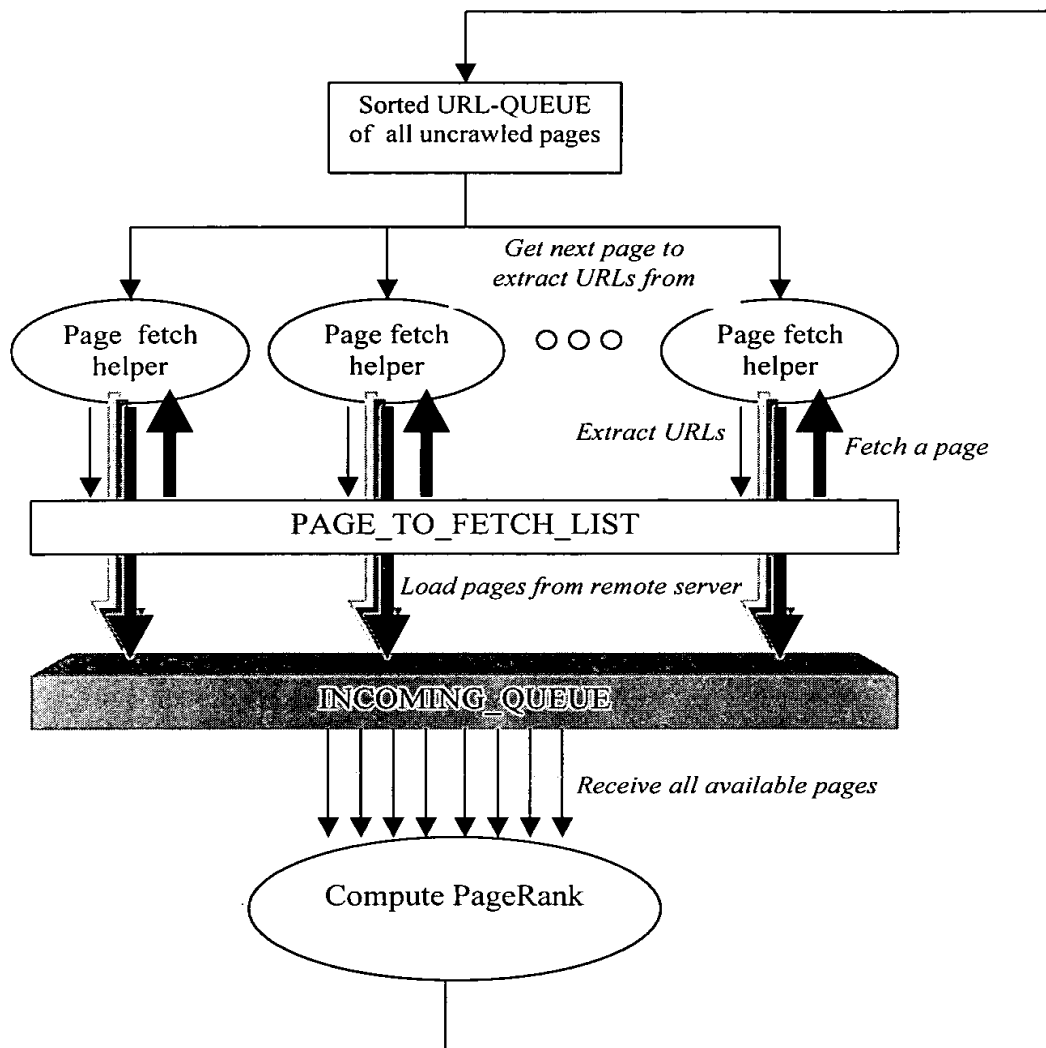 Sorted URL-QUEUE
of all uncrawled pages
Get next page to
extract URLs from
Page fetch
helper
Page fetch
helper
Page fetch
helper
Extract URLs
Fetch a page
PAGE_TO_FETCH_LIST
Load pages from remote server
INCOMING_QUEUE
Receive all available pages
Compute PageRank